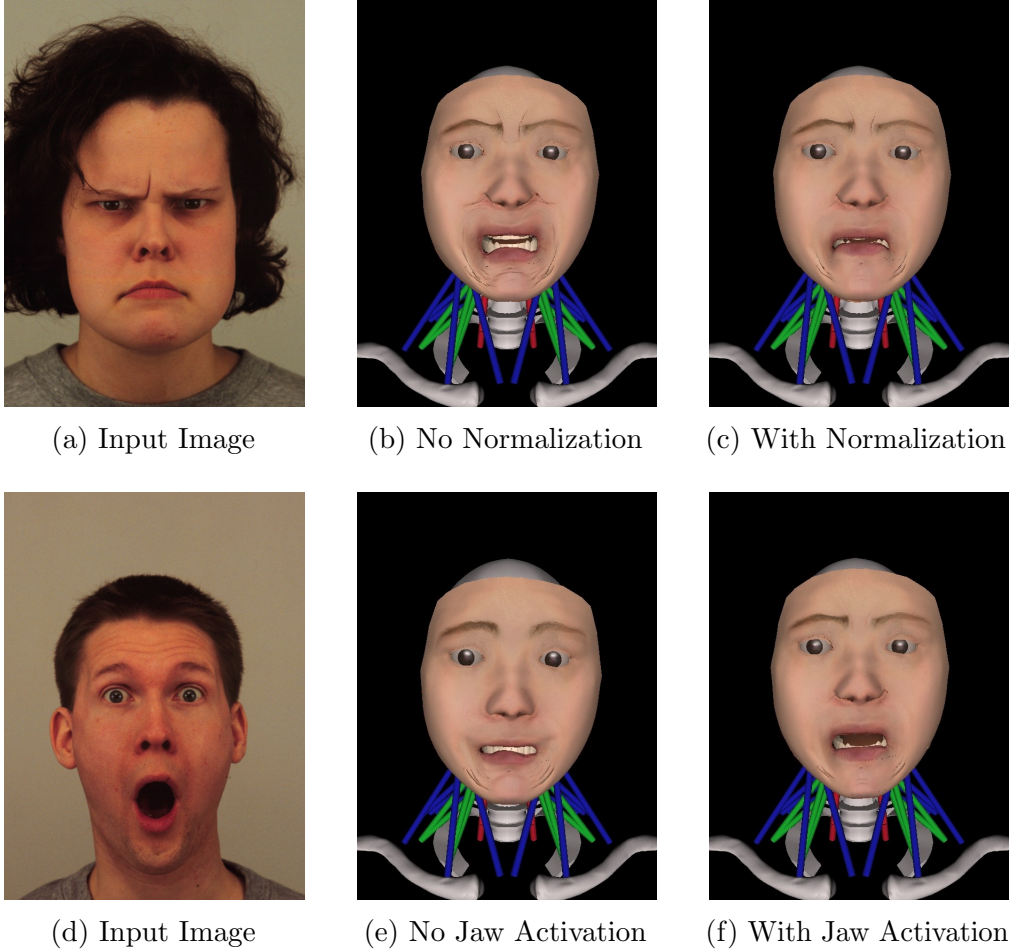 (a) Input Image
(b) No Normalization
(c) With Normalization
(d) Input Image
(e) No Jaw Activation
(f) With Jaw Activation